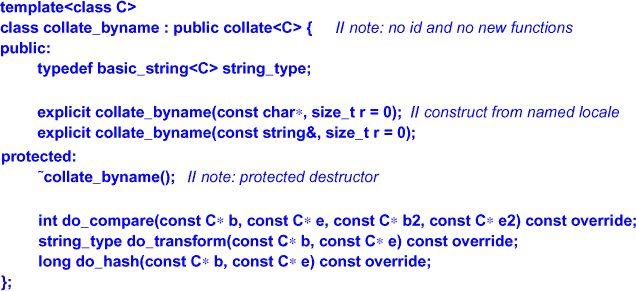 template<class C>
class collate_byname : public collate<C> { // note: no id and no new functions
public:
typedef basic_string<C> string_type;
explicit collate_byname(const char*, size_t r = 0); // construct from named locale
explicit collate_byname(const string&, size_t r = 0);
protected:
~collate_byname(); // note: protected destructor
int do_compare(const C* b, const C* e, const C* b2, const C* e2) const override;
string_type do_transform(const C* b, const C* e) const override;
long do_hash(const C* b, const C* e) const override;
};